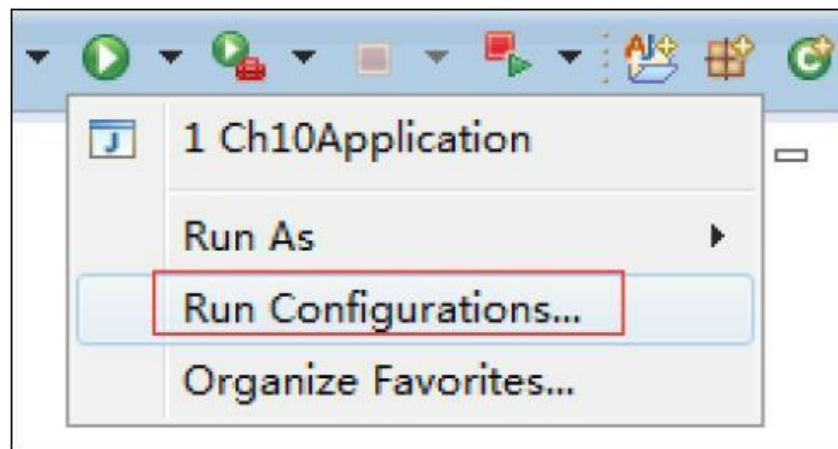 1 Ch10Application
Run As
Run Configurations...
Organize Favorites...